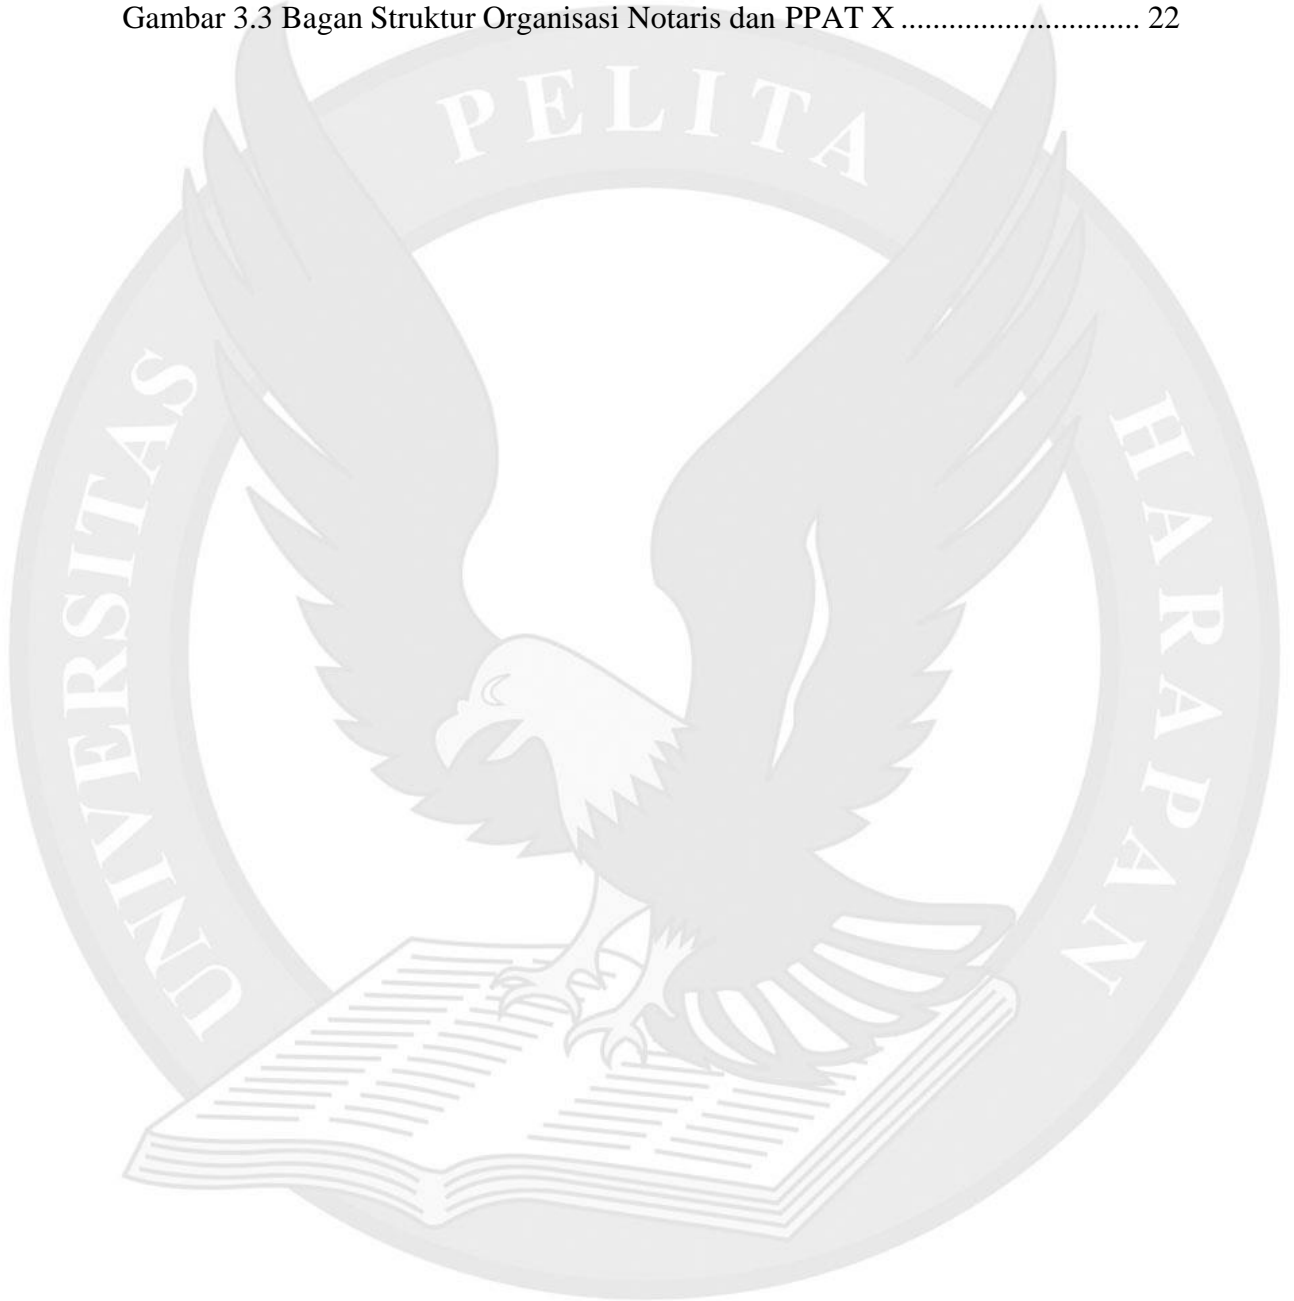 Gambar 3.3 Bagan Struktur Organisasi Notaris dan PPAT X .............................. 22
UNIVERSITAS PELITA HARAPAN